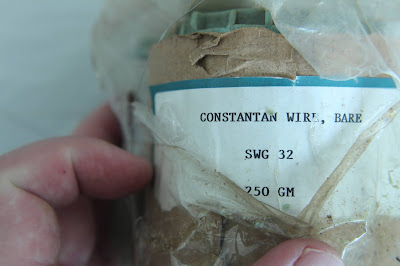 CONSTANTAN WIRE, BARE
SWG 32
250 GM